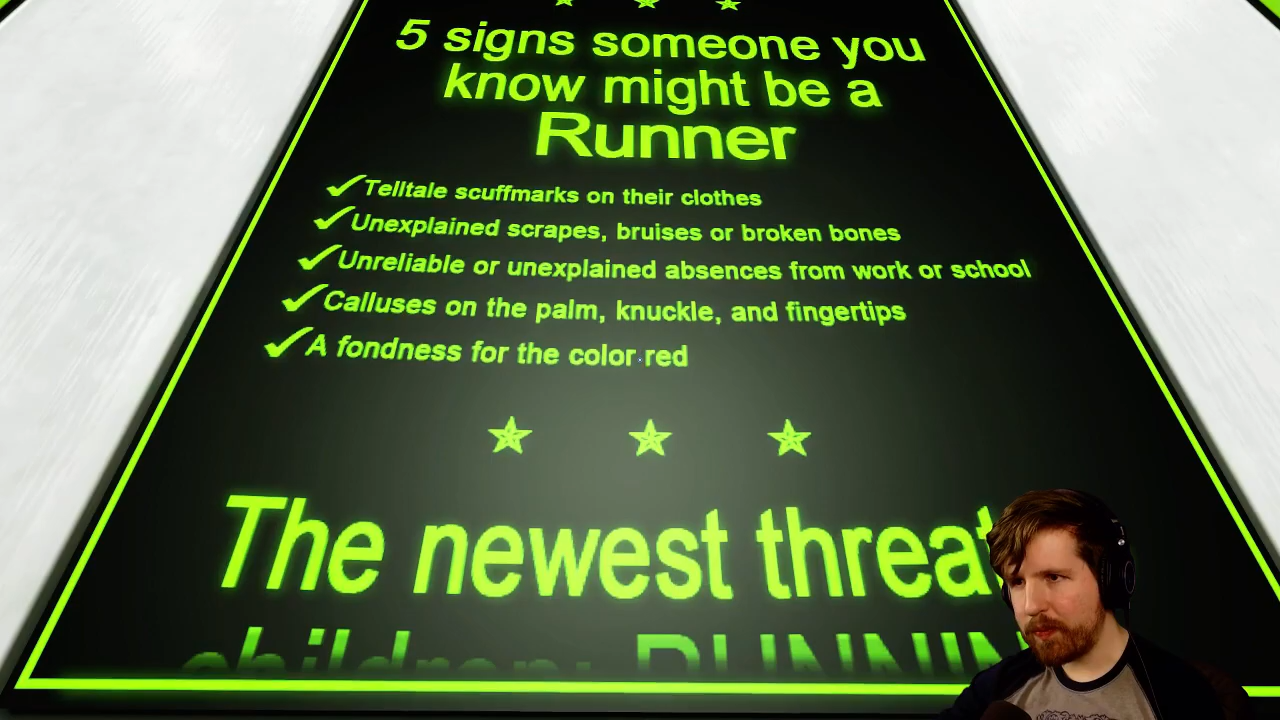 5 signs someone you
know might be a
Runner
Telltale scuffmarks on their clothes
Unexplained scrapes, bruises or broken bones
Unreliable or unexplained absences from work or school
Calluses on the palm, knuckle, and fingertips
A fondness for the color red
The newest threat
children: RUNNIN